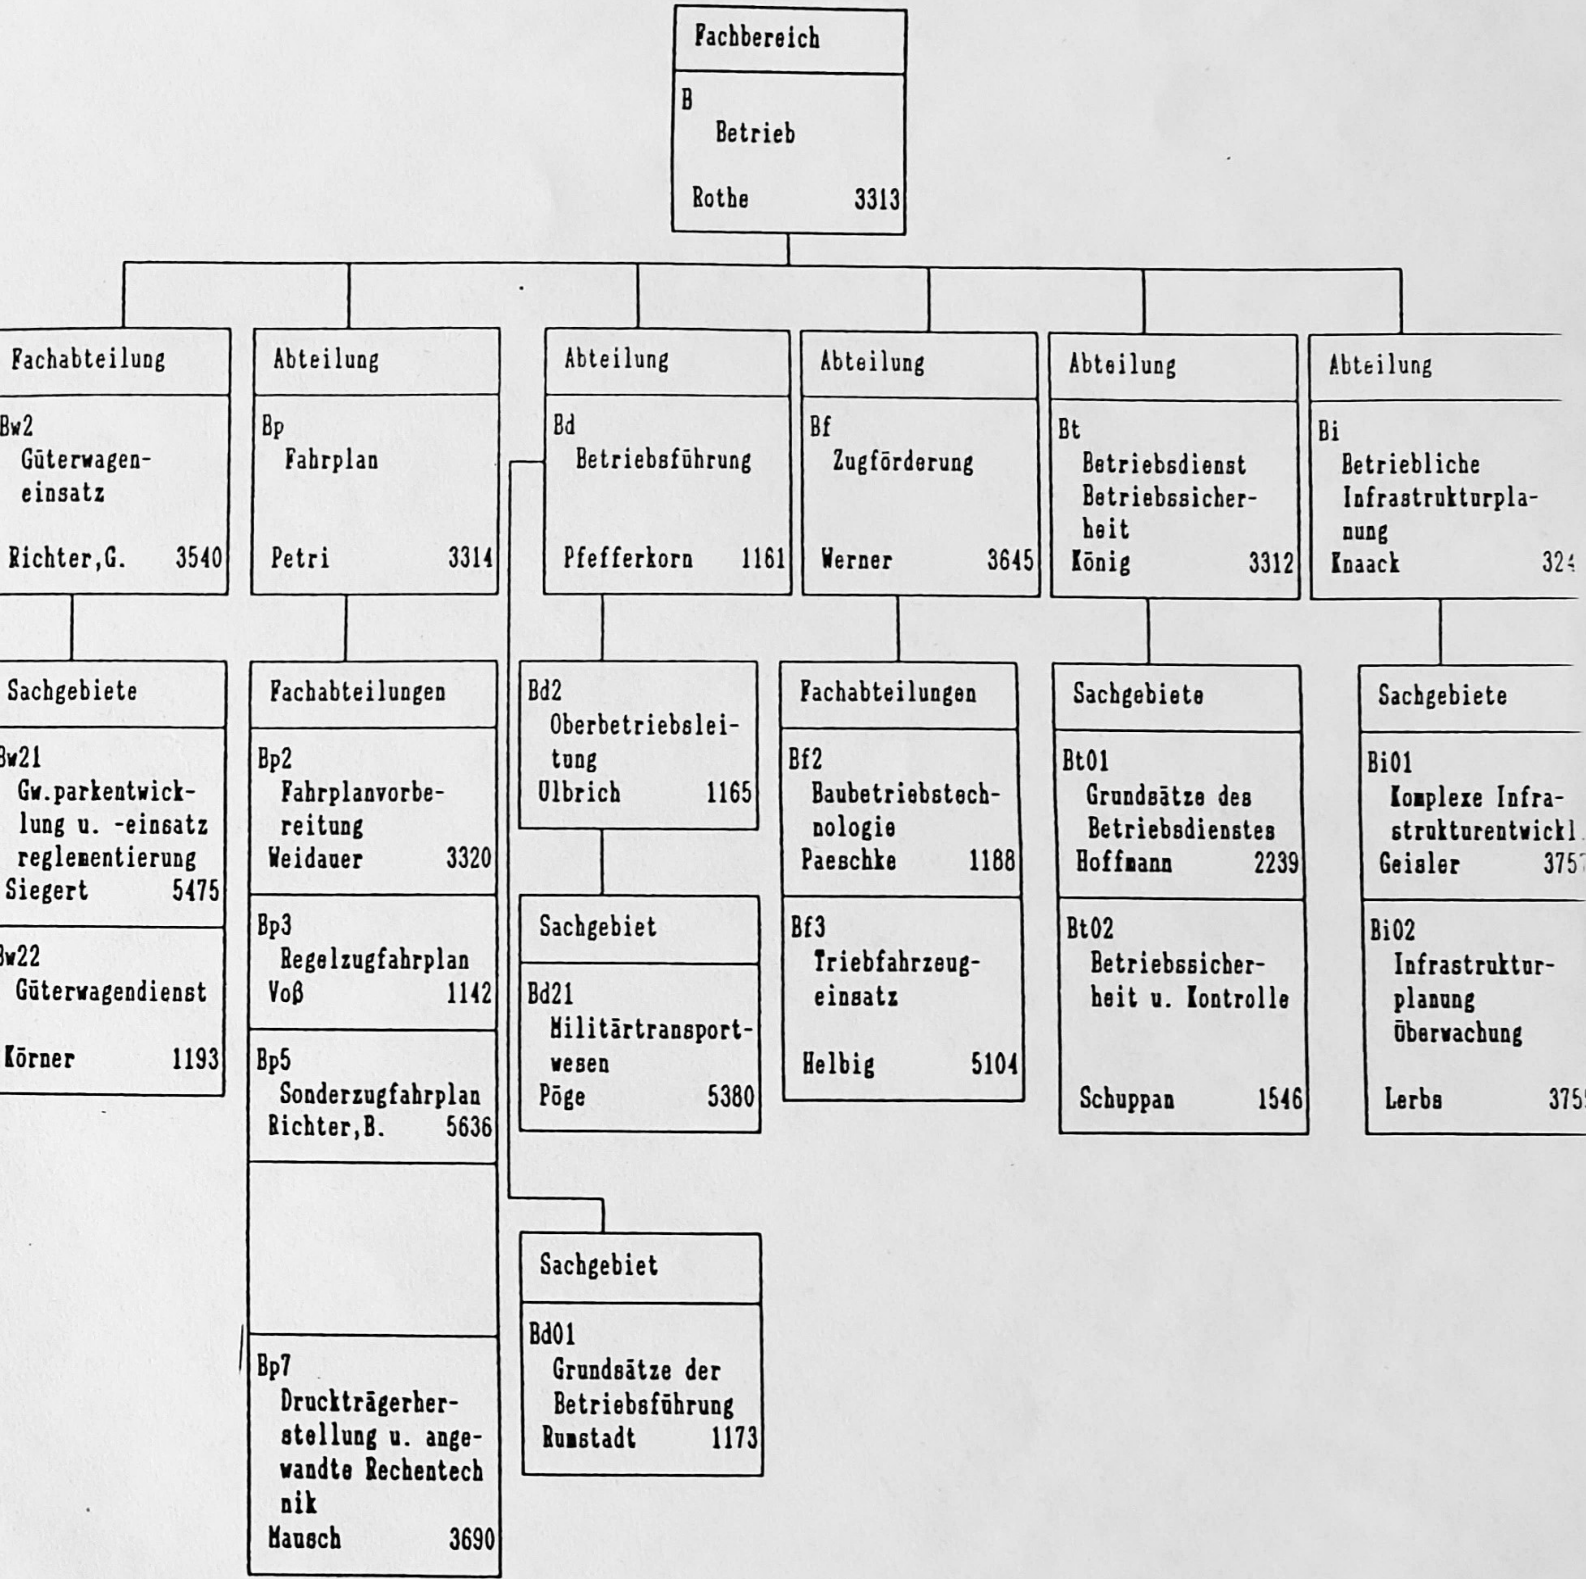 Fachbereich
B
Betrieb
Rothe 3313
Fachabteilung
Bw2
Güterwagen-
einsatz
Richter,G. 3540
Abteilung
Bp
Fahrplan
Petri 3314
Abteilung
Bd
Betriebsführung
Pfefferkorn 1161
Abteilung
Bf
Zugförderung
Werner 3645
Abteilung
Bt
Betriebsdienst
Betriebssicher-
heit
König 3312
Abteilung
Bi
Betriebliche
Infrastrukturpla-
nung
Knaack
Sachgebiete
Bw21
Gw.parkentwick-
lung u. -einsatz
reglementierung
Siegert 5475
Bw22
Güterwagendienst
Körner 1193
Fachabteilungen
Bp2
Fahrplanvorbe-
reitung
Weidauer 3320
Bp3
Regelzugfahrplan
Voß 1142
Bp5
Sonderzugfahrplan
Richter,B. 5636
Bp7
Druckträgerher-
stellung u. ange-
wandte Rechentech
nik
Mausch 3690
Bd2
Oberbetriebslei-
tung
Ulbrich 1165
Sachgebiet
Bd21
Militärtransport-
wesen
Pöge 5380
Sachgebiet
Bd01
Grundsätze der
Betriebsführung
Rumstadt 1173
Fachabteilungen
Bf2
Baubetriebstech-
nologie
Paeschke 1188
Bf3
Triebfahrzeug-
einsatz
Helbig 5104
Sachgebiete
Bt01
Grundsätze des
Betriebsdienstes
Hoffmann 2239
Bt02
Betriebssicher-
heit u. Kontrolle
Schuppan 1546
Sachgebiete
Bi01
Komplexe Infra-
strukturentwickl.
Geisler
Bi02
Infrastruktur-
planung
Überwachung
Lerbs